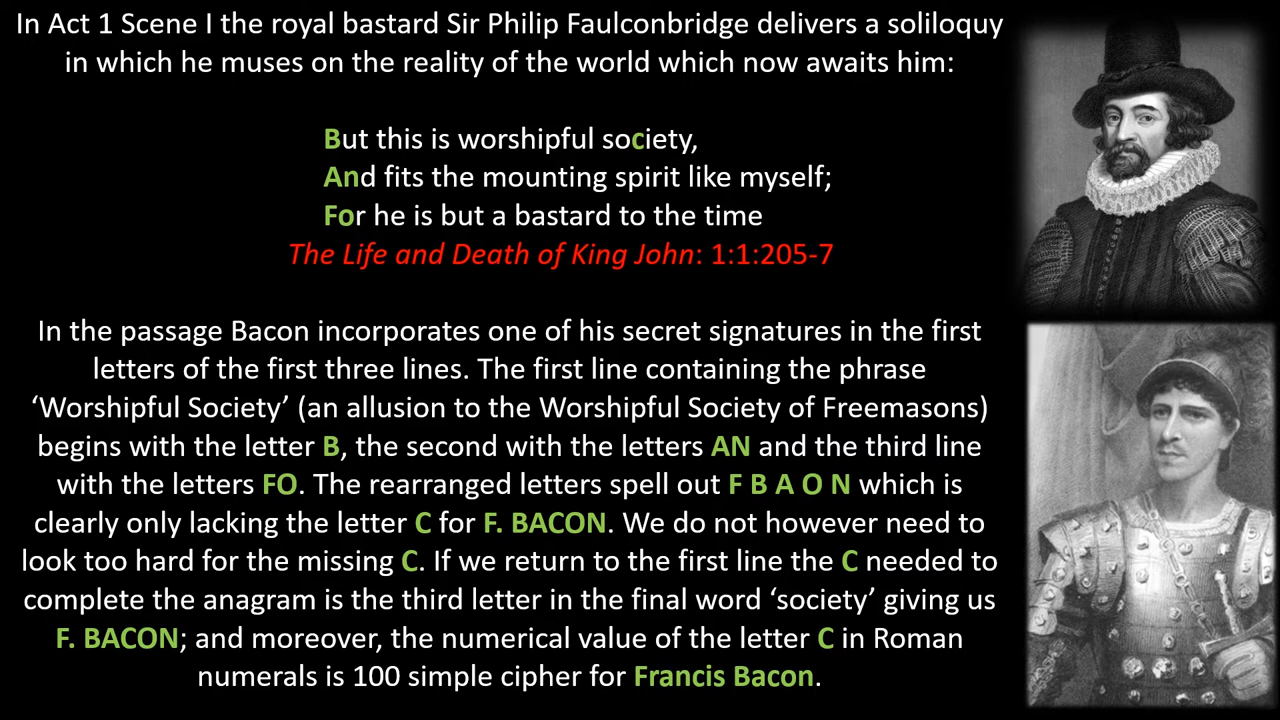 In Act 1 Scene I the royal bastard Sir Philip Faulconbridge delivers a soliloquy
in which he muses on the reality of the world which now awaits him:
But this is worshipful society,
And fits the mounting spirit like myself;
For he is but a bastard to the time
The Life and Death of King John: 1:1:205-7
In the passage Bacon incorporates one of his secret signatures in the first
letters of the first three lines. The first line containing the phrase
‘Worshipful Society’ (an allusion to the Worshipful Society of Freemasons)
begins with the letter B, the second with the letters AN and the third line
with the letters FO. The rearranged letters spell out F B A O N which is
clearly only lacking the letter C for F. BACON. We do not however need to
look too hard for the missing C. If we return to the first line the C needed to
complete the anagram is the third letter in the final word ‘society’ giving us
F. BACON; and moreover, the numerical value of the letter C in Roman
numerals is 100 simple cipher for Francis Bacon.